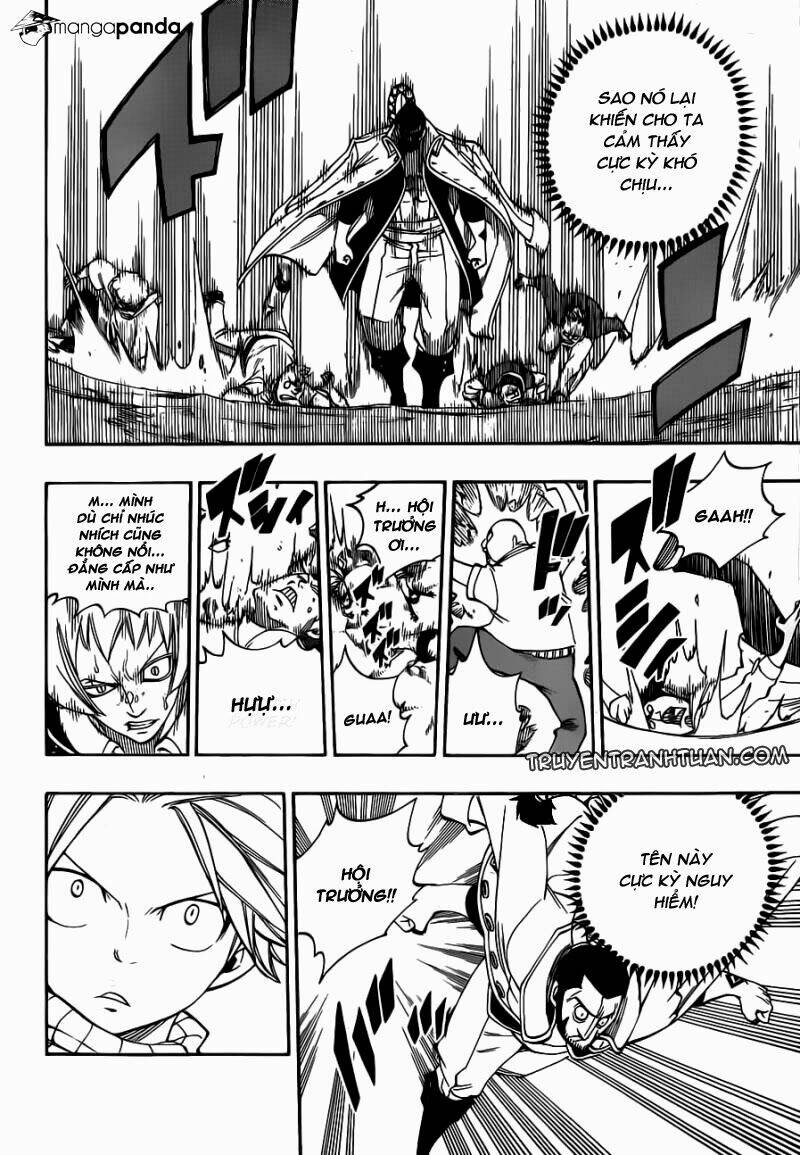 mangapanda
SAO NÓ LẠI
KHIẾN CHO TA
CẢM THẤY
CỰC KỲ KHÓ
CHỊU...
M... MÌNH
DÙ CHỈ NHÚC
NHÍCH CŨNG
KHÔNG NỔI...
ĐẲNG CẤP NHƯ
MÌNH MÀ..
HỰỰ...
H... HỘI
TRƯỞNG
ƠI...
GUAA!
ƯƯ...
GAAH!!
TRUYENTRANHTUAN.COM
HỘI
TRƯỞNG!!
TÊN NÀY
CỰC KỲ NGUY
HIỂM!